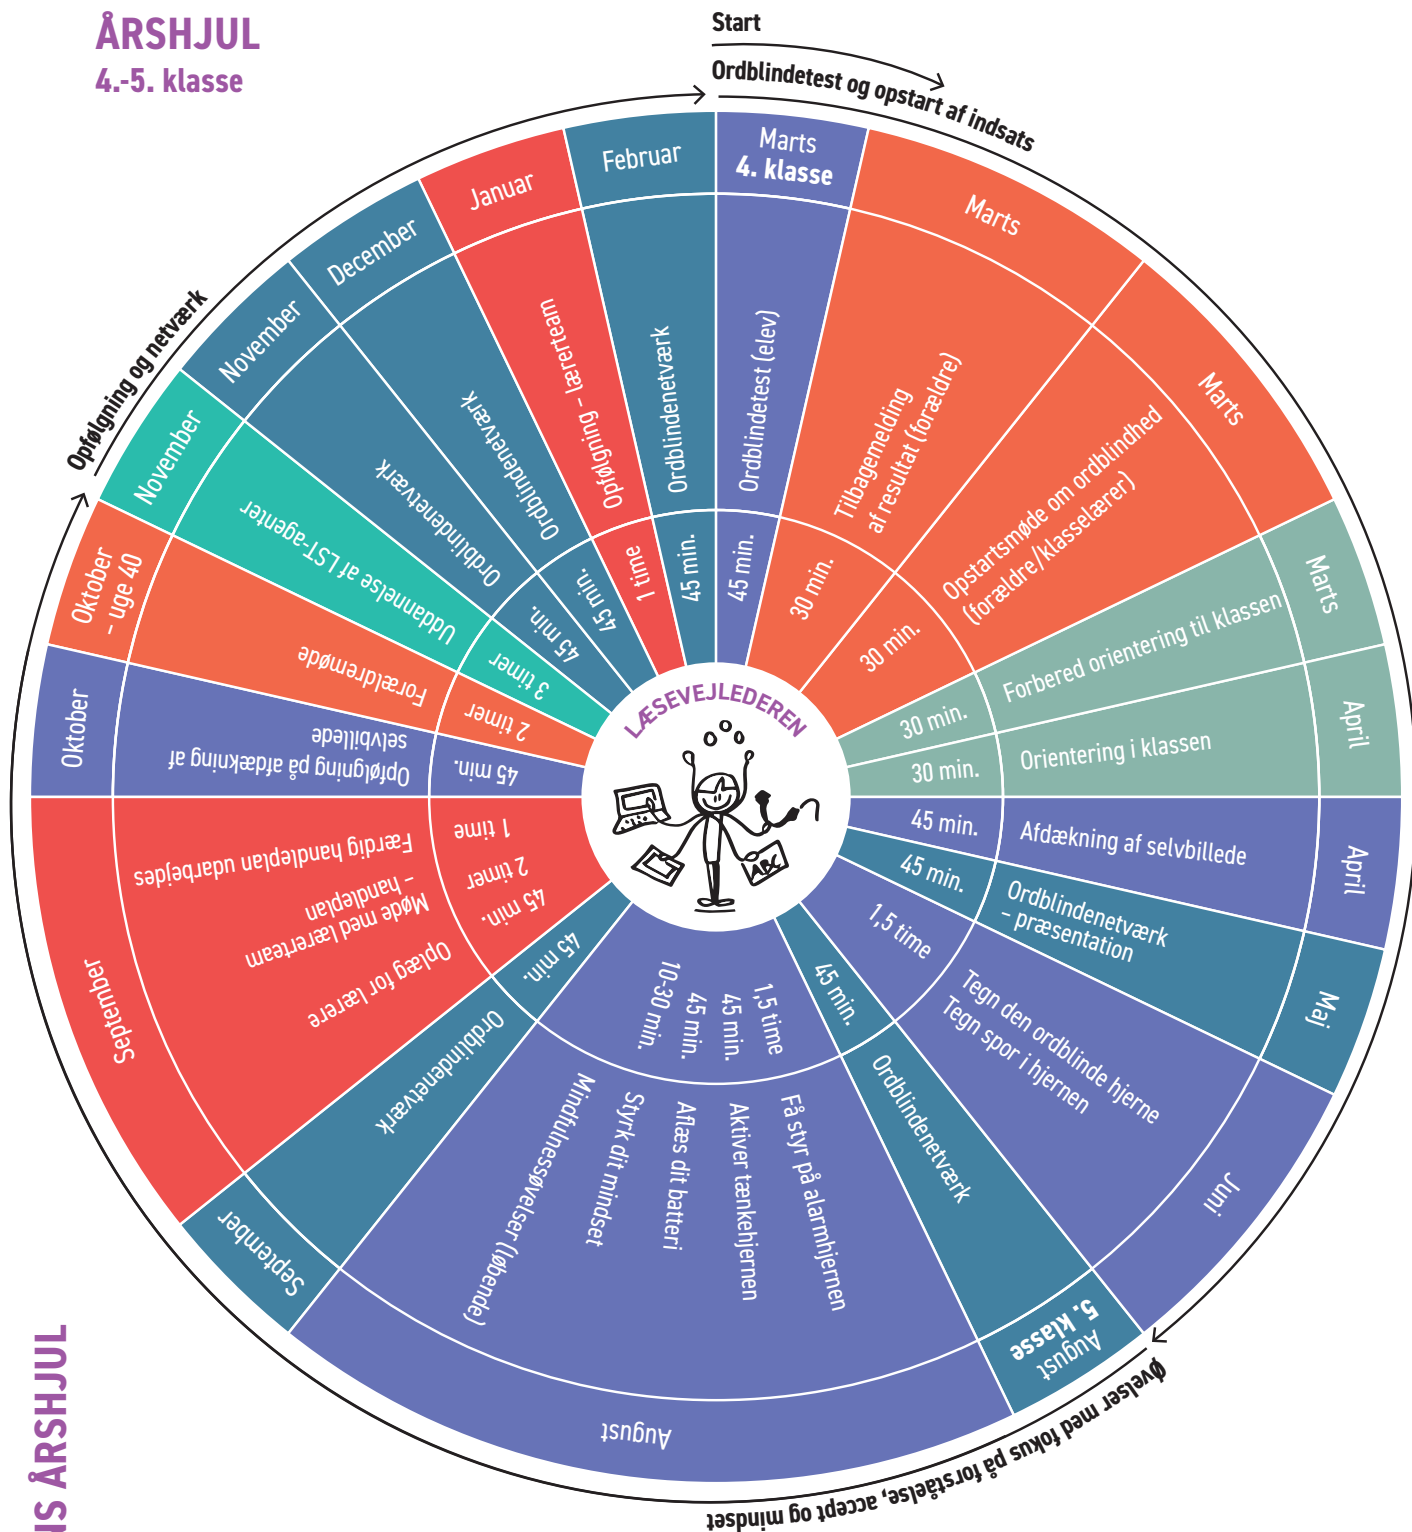 ÅRSHJUL
4.-5. klasse
Start
Ordblindetest og opstart af indsats
Marts
4. klasse
Ordblindetest (elev)
45 min.
Marts
Tilbagemelding
af resultat (forældre)
30 min.
Marts
Opstartsmøde om ordblindhed
(forældre/klasselærer)
30 min.
Marts
Forbered orientering til klassen
30 min.
April
Orientering i klassen
30 min.
April
Afdækning af selvbillede
45 min.
Maj
Ordblindenetværk
– præsentation
45 min.
Juni
Tegn den ordblinde hjerne
Tegn spor i hjernen
1,5 time
Øvelser med fokus på forståelse, accept og mindset
August
5. klasse
Ordblindenetværk
45 min.
August
Få styr på alarmhjernen
1,5 time
Aktiver tænkehjernen
45 min.
Aflæs dit batteri
45 min.
Styrk dit mindset
10-30 min.
Mindfulnessøvelser (løbende)
September
Ordblindenetværk
45 min.
September
Oplæg for lærere
45 min.
Møde med lærerteam
– handleplan
2 timer
Færdig handleplan udarbejdes
1 time
Oktober
Opfølgning på afdækning af
selvbillede
45 min.
Oktober
– uge 40
Forældremøde
2 timer
Opfølgning og netværk
November
Uddannelse af LST-agenter
3 timer
November
Ordblindenetværk
45 min.
December
Ordblindenetværk
45 min.
Januar
Opfølgning – lærerteam
1 time
Februar
Ordblindenetværk
45 min.
LÆSEVEJLEDEREN
ABC
NS ÅRSHJUL